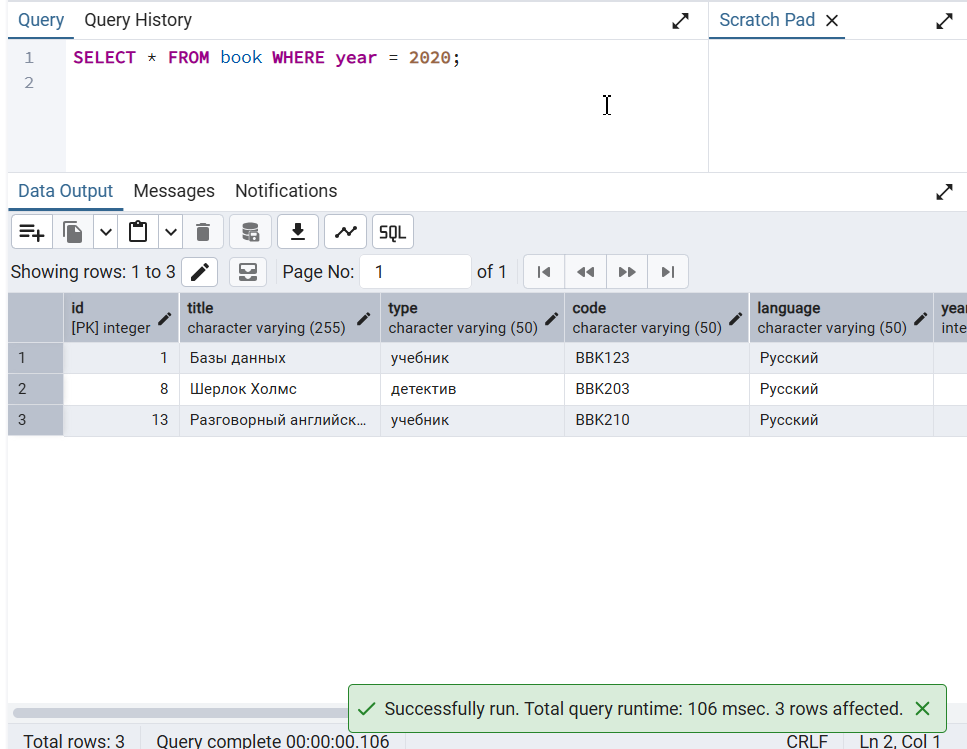 Query Query History Scratch Pad
1 SELECT * FROM book WHERE year = 2020;
2
Data Output Messages Notifications
SQL
Showing rows: 1 to 3 Page No: 1 of 1
id title type code language year
[PK] integer character varying (255) character varying (50) character varying (50) character varying (50) inte
1 1 Базы данных учебник BBK123 Русский
2 8 Шерлок Холмс детектив BBK203 Русский
3 13 Разговорный английск... учебник BBK210 Русский
Successfully run. Total query runtime: 106 msec. 3 rows affected.
Total rows: 3 Query complete 00:00:00.106 CRLF Ln 2, Col 1